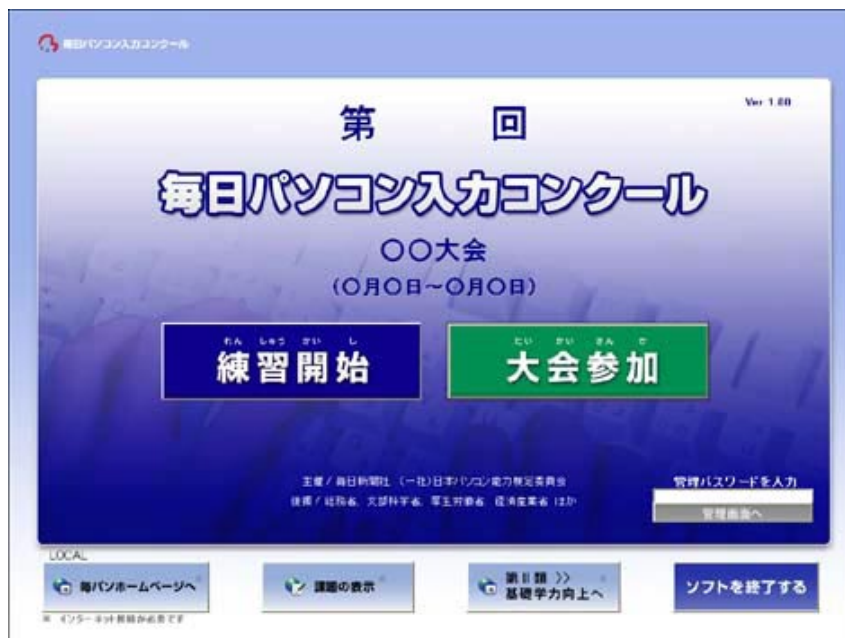 毎日パソコン入力コンクール
Ver 1.00
第 回
毎日パソコン入力コンクール
〇〇大会
(〇月〇日~〇月〇日)
れん しゅう かい し
練習開始
たい かい さん か
大会参加
主催/毎日新聞社 (一社)日本パソコン能力検定委員会
後援/総務省、文部科学省、厚生労働省、経済産業省 ほか
管理パスワードを入力
管理画面へ
LOCAL
毎パソホームページへ
課題の表示
第Ⅱ類 >>
基礎学力向上へ
ソフトを終了する
※ インターネット接続が必要です